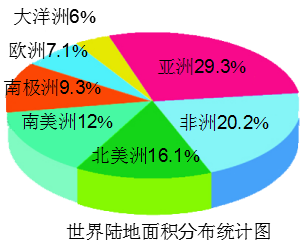 大洋洲6%
欧洲7.1%
亚洲29.3%
南极洲9.3%
南美洲12%
非洲20.2%
北美洲16.1%
世界陆地面积分布统计图